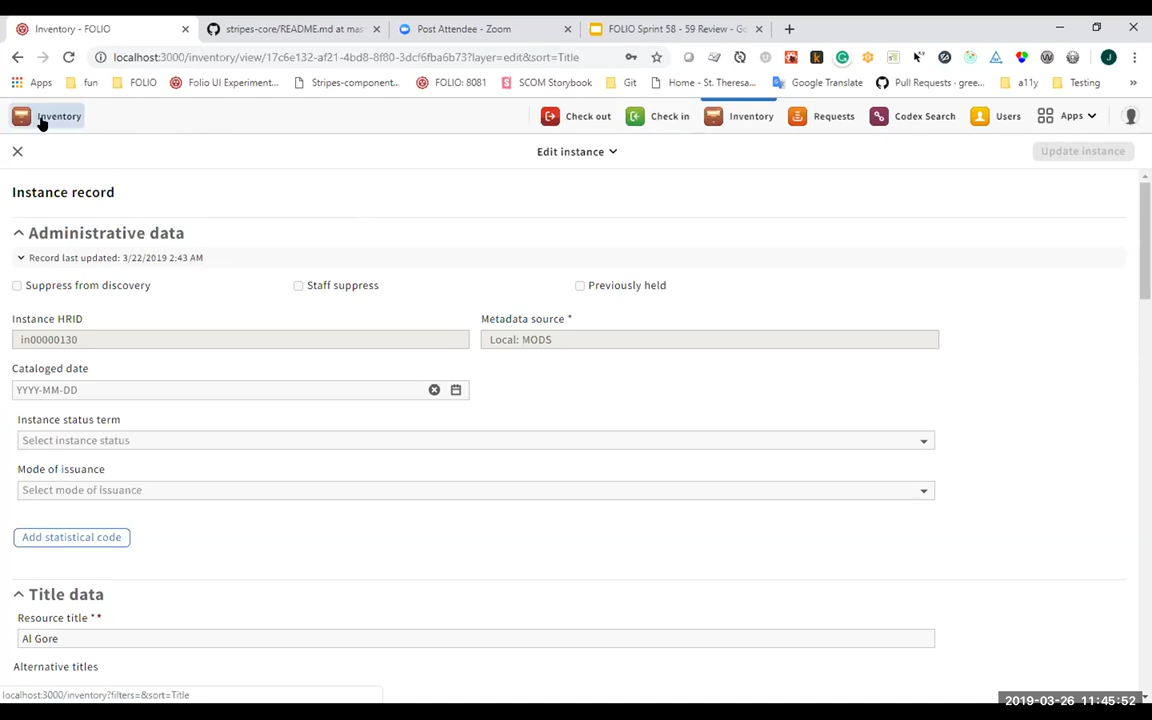 Inventory - FOLIO
stripes-core/README.md at mas
Post Attendee - Zoom
FOLIO Sprint 58 - 59 Review - Go
localhost:3000/inventory/view/17c6e132-af21-4bd8-8f80-3dcf6fba6b73?layer=edit&sort=Title
Apps
fun
FOLIO
Folio UI Experiment...
Stripes-component...
FOLIO: 8081
SCOM Storybook
Git
Home - St. Theresa...
Google Translate
Pull Requests · gree...
a11y
Testing
Inventory
Check out
Check in
Inventory
Requests
Codex Search
Users
Apps
Edit instance
Update instance
Instance record
Administrative data
Record last updated: 3/22/2019 2:43 AM
Suppress from discovery
Staff suppress
Previously held
Instance HRID
Metadata source *
in00000130
Local: MODS
Cataloged date
YYYY-MM-DD
Instance status term
Select instance status
Mode of issuance
Select mode of issuance
Add statistical code
Title data
Resource title * *
Al Gore
Alternative titles
localhost:3000/inventory?filters=&sort=Title
2019-03-26 11:45:52